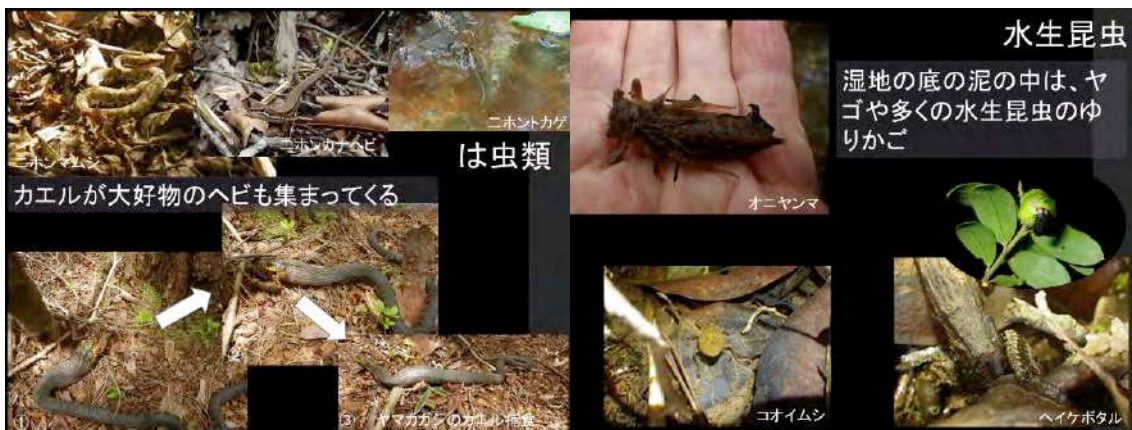 ニホンマムシ
ニホンカナヘビ
ニホントカゲ
は虫類
カエルが大好物のヘビも集まってくる
①
③ ヤマカガシのカエル捕食
水生昆虫
湿地の底の泥の中は、ヤ
ゴや多くの水生昆虫のゆ
りかご
オニヤンマ
コオイムシ
ヘイケボタル